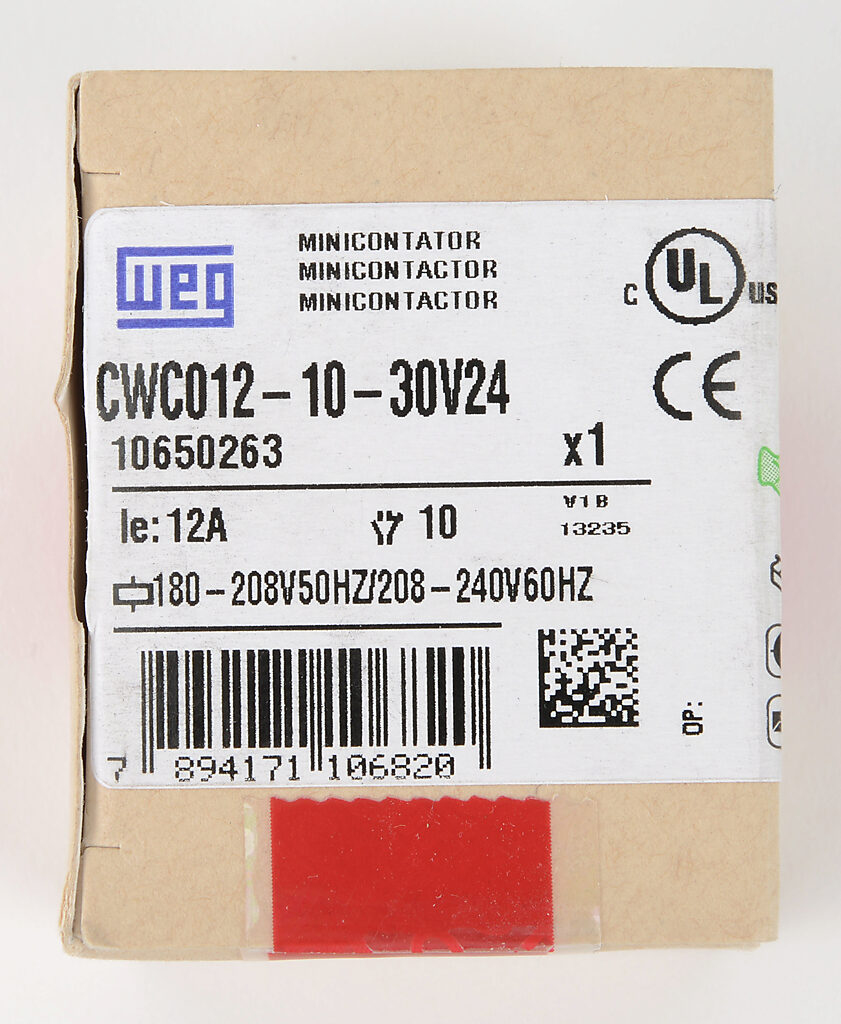 weg
MINICONTATOR
MINICONTACTOR
MINICONTACTOR
C UL US
CE
CWC012-10-30V24
10650263
x1
Ie: 12A
10
V1B
13235
180-208V50HZ/208-240V60HZ
OP:
7 894171 106820